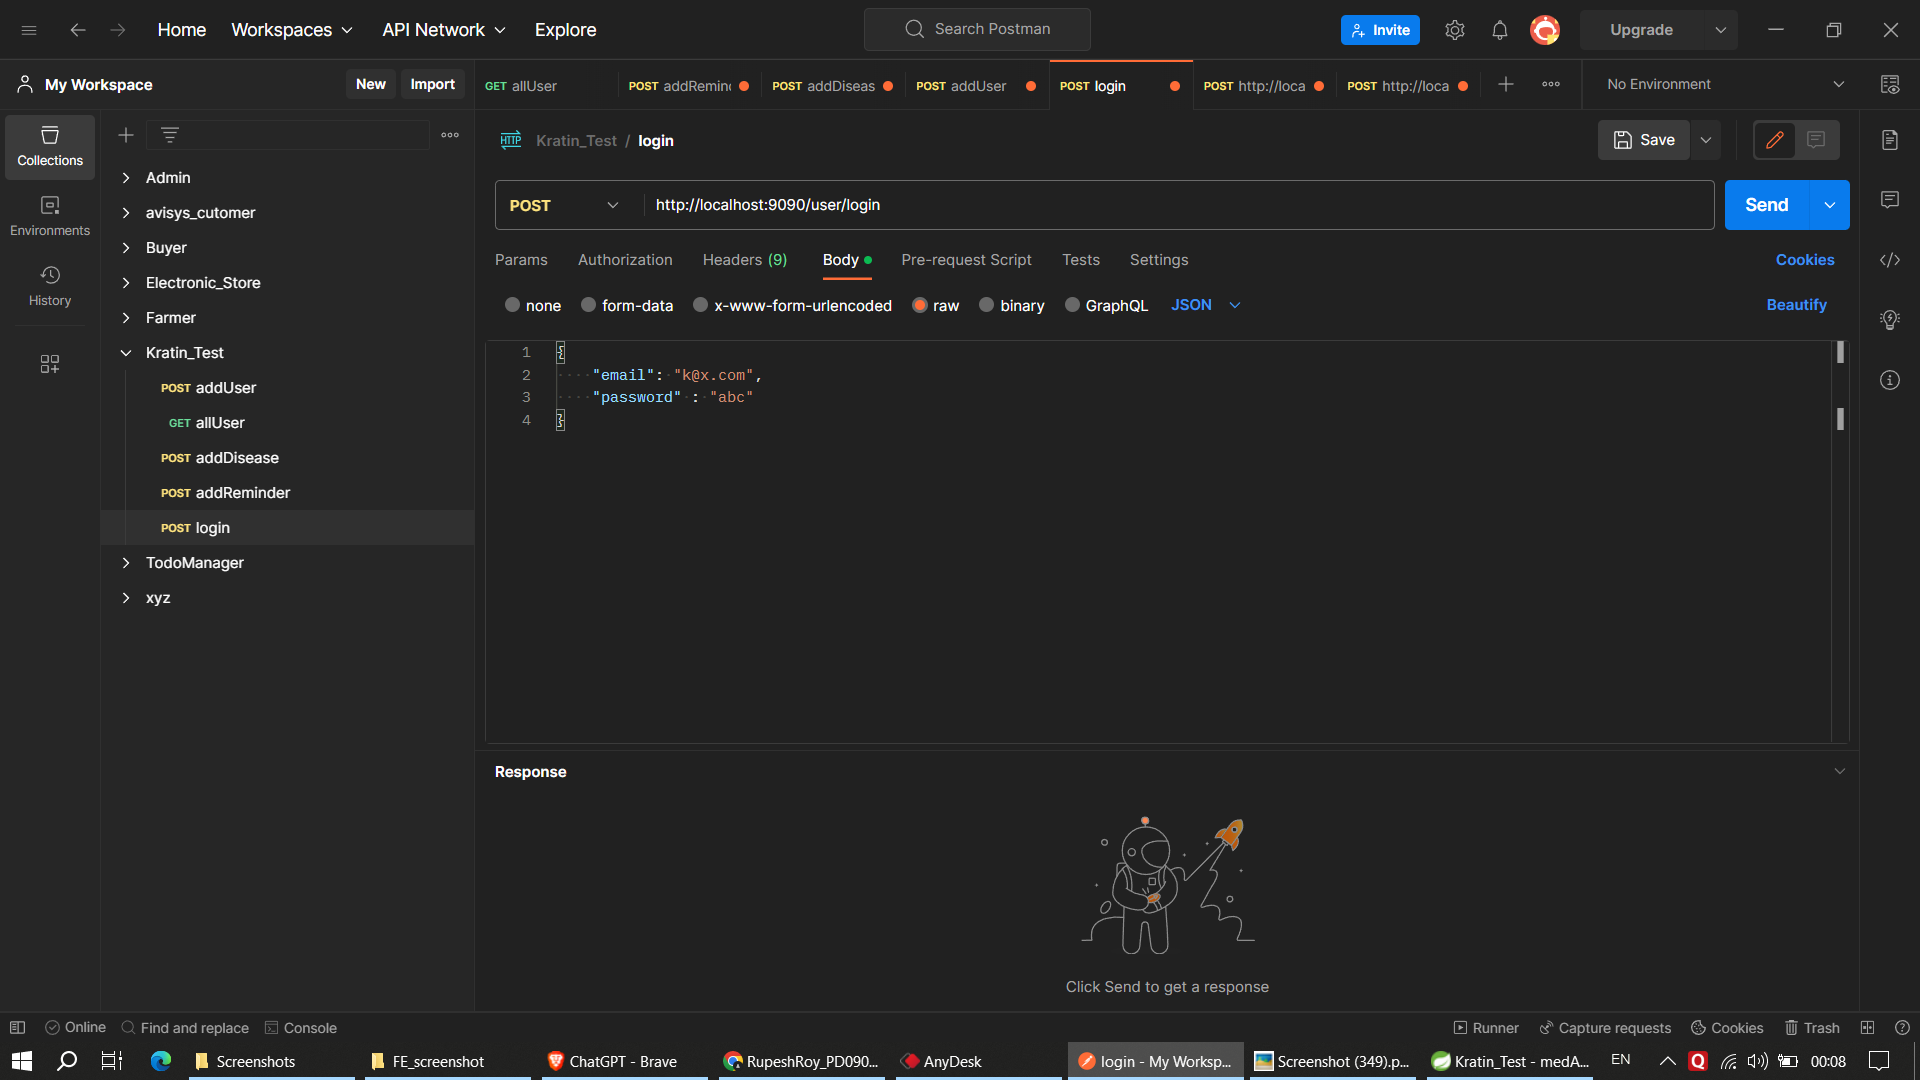 Home Workspaces API Network Explore Search Postman Invite Upgrade
My Workspace New Import
GET allUser POST addRemin POST addDiseas POST addUser POST login POST http://loca POST http://loca No Environment
Kratin_Test / login Save
Collections
Environments
History
Admin
avisys_cutomer
Buyer
Electronic_Store
Farmer
Kratin_Test
POST addUser
GET allUser
POST addDisease
POST addReminder
POST login
TodoManager
xyz
POST http://localhost:9090/user/login Send
Params Authorization Headers (9) Body Pre-request Script Tests Settings Cookies
none form-data x-www-form-urlencoded raw binary GraphQL JSON Beautify
1 {
2 "email": "k@x.com",
3 "password" : "abc"
4 }
Response
Click Send to get a response
Online Find and replace Console Runner Capture requests Cookies Trash
Screenshots FE_screenshot ChatGPT - Brave RupeshRoy_PD090... AnyDesk login - My Worksp... Screenshot (349).p... Kratin_Test - medA... EN 00:08